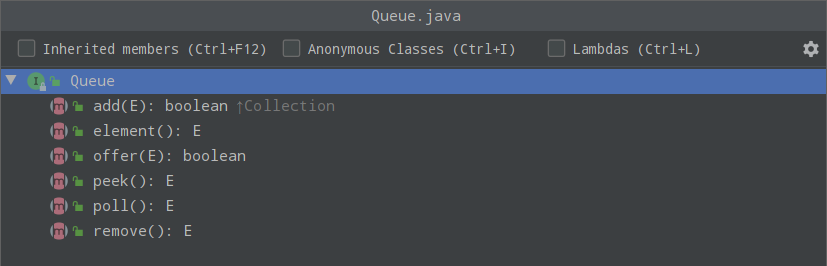 Queue.java
Inherited members (Ctrl+F12) Anonymous Classes (Ctrl+I) Lambdas (Ctrl+L)
I Queue
m add(E): boolean ↑Collection
m element(): E
m offer(E): boolean
m peek(): E
m poll(): E
m remove(): E